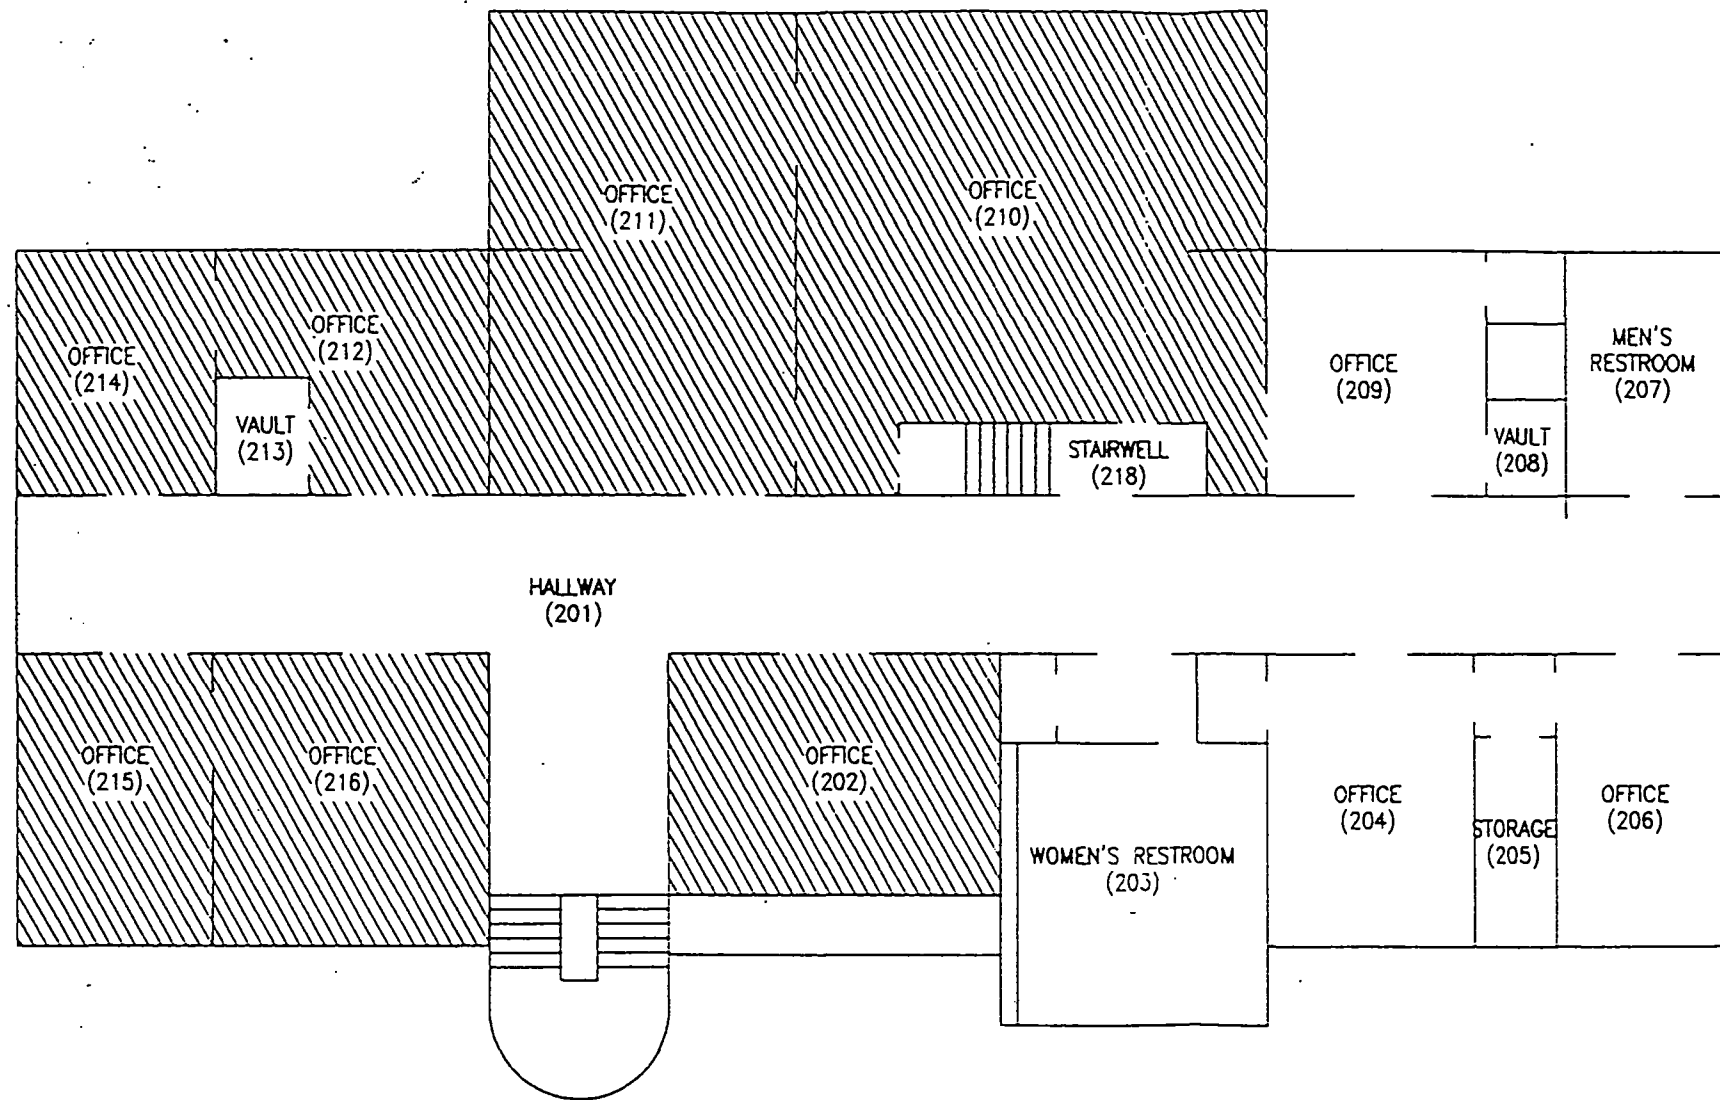 OFFICE
(211)
OFFICE
(210)
OFFICE
(214)
OFFICE
(212)
VAULT
(213)
STAIRWELL
(218)
OFFICE
(209)
VAULT
(208)
MEN'S
RESTROOM
(207)
HALLWAY
(201)
OFFICE
(215)
OFFICE
(216)
OFFICE
(202)
WOMEN'S RESTROOM
(203)
OFFICE
(204)
STORAGE
(205)
OFFICE
(206)